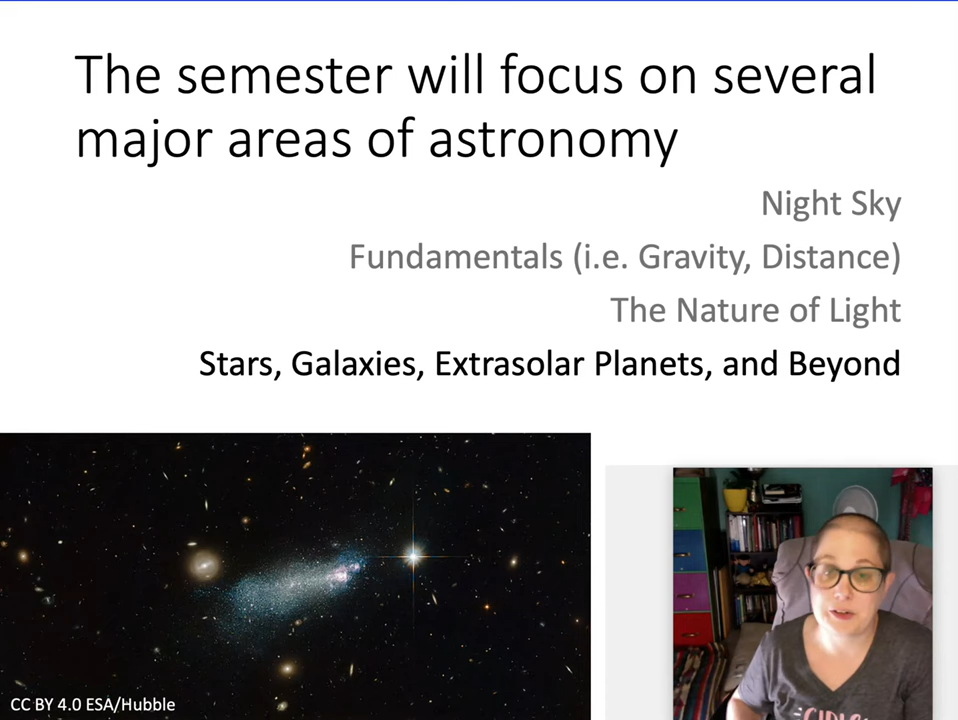 The semester will focus on several
major areas of astronomy
Night Sky
Fundamentals (i.e. Gravity, Distance)
The Nature of Light
Stars, Galaxies, Extrasolar Planets, and Beyond
CC BY 4.0 ESA/Hubble